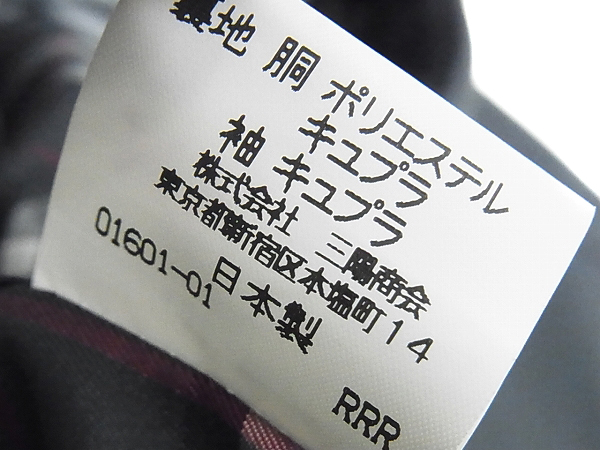 裏地 胴 ポリエステル
キュプラ
袖 キュプラ
株式会社 三陽商会
東京都新宿区本塩町14
01601-01 日本製
RRR